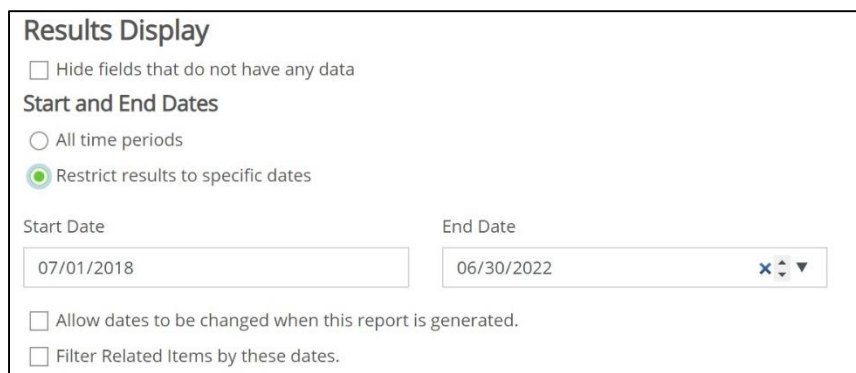 Results Display
Hide fields that do not have any data
Start and End Dates
All time periods
Restrict results to specific dates
Start Date End Date
07/01/2018 06/30/2022
Allow dates to be changed when this report is generated.
Filter Related Items by these dates.